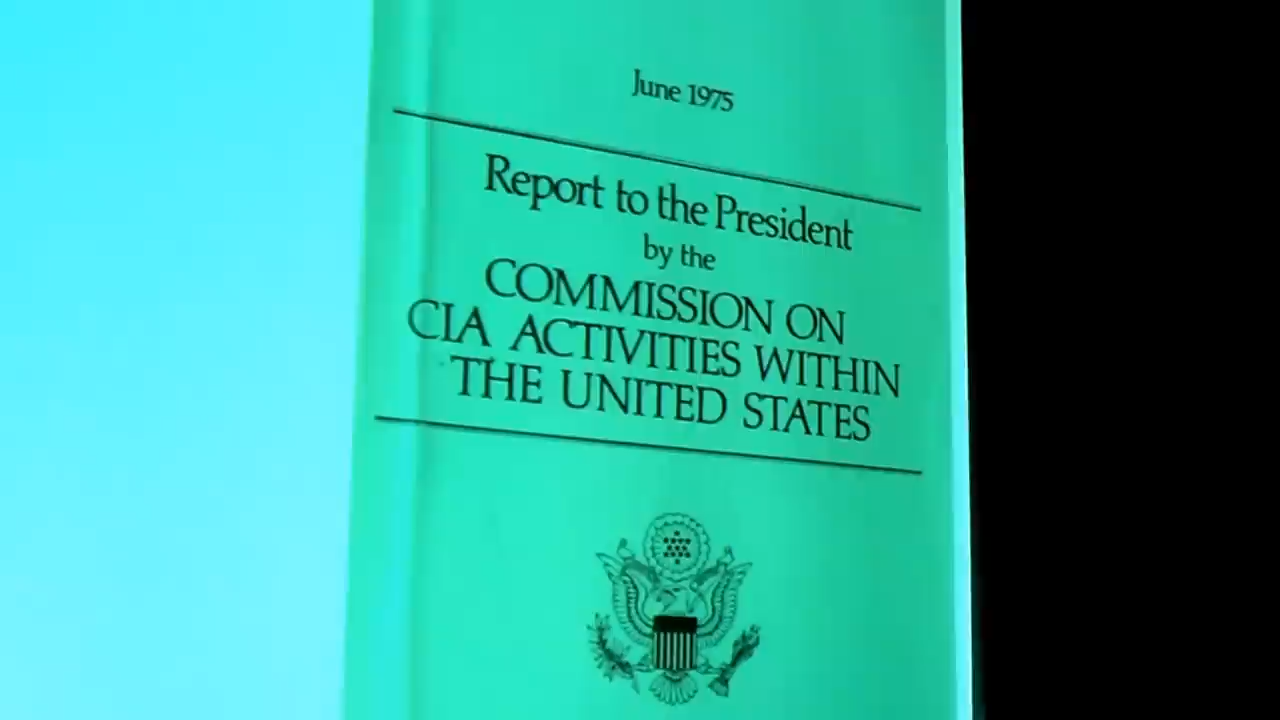 June 1975
Report to the President
by the
COMMISSION ON
CIA ACTIVITIES WITHIN
THE UNITED STATES